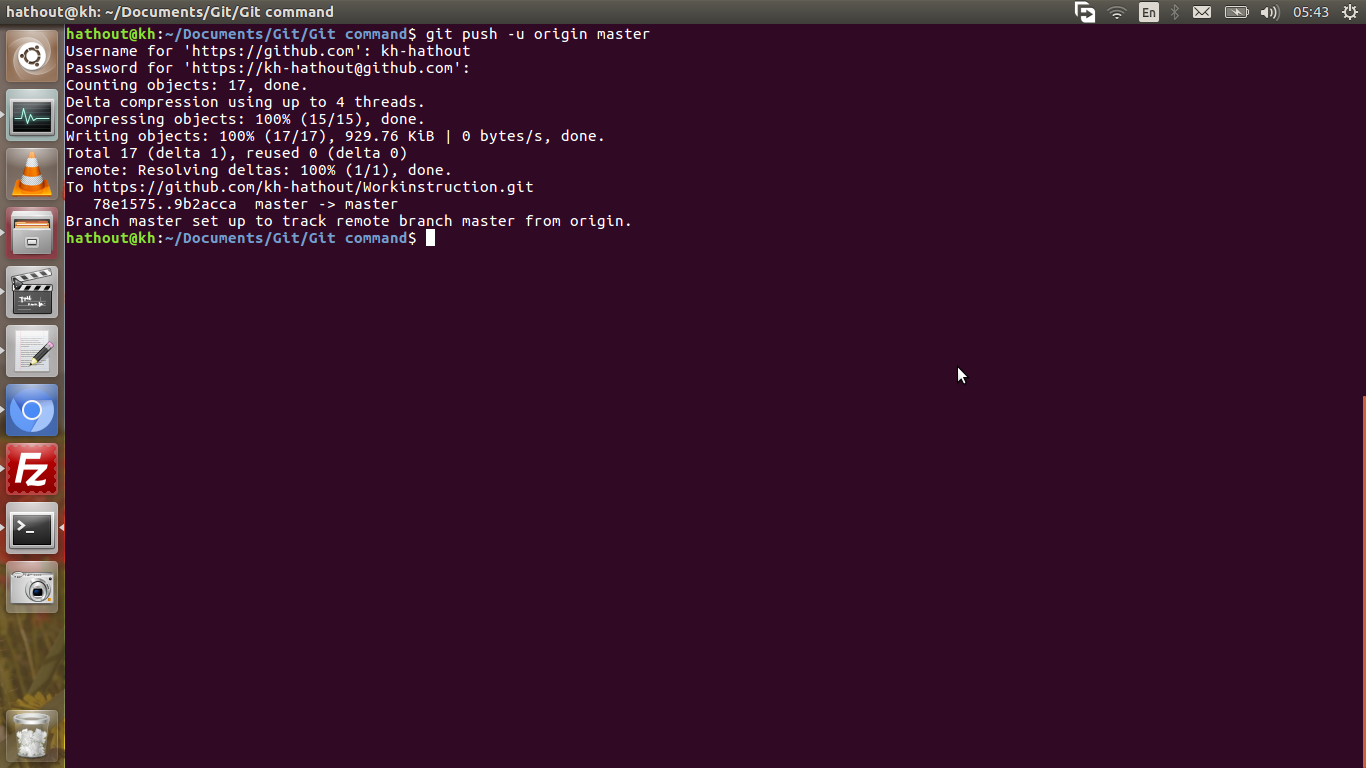 hathout@kh: ~/Documents/Git/Git command
En
05:43
hathout@kh:~/Documents/Git/Git command$ git push -u origin master
Username for 'https://github.com': kh-hathout
Password for 'https://kh-hathout@github.com':
Counting objects: 17, done.
Delta compression using up to 4 threads.
Compressing objects: 100% (15/15), done.
Writing objects: 100% (17/17), 929.76 KiB | 0 bytes/s, done.
Total 17 (delta 1), reused 0 (delta 0)
remote: Resolving deltas: 100% (1/1), done.
To https://github.com/kh-hathout/Workinstruction.git
   78e1575..9b2acca  master -> master
Branch master set up to track remote branch master from origin.
hathout@kh:~/Documents/Git/Git command$
Fz
>_